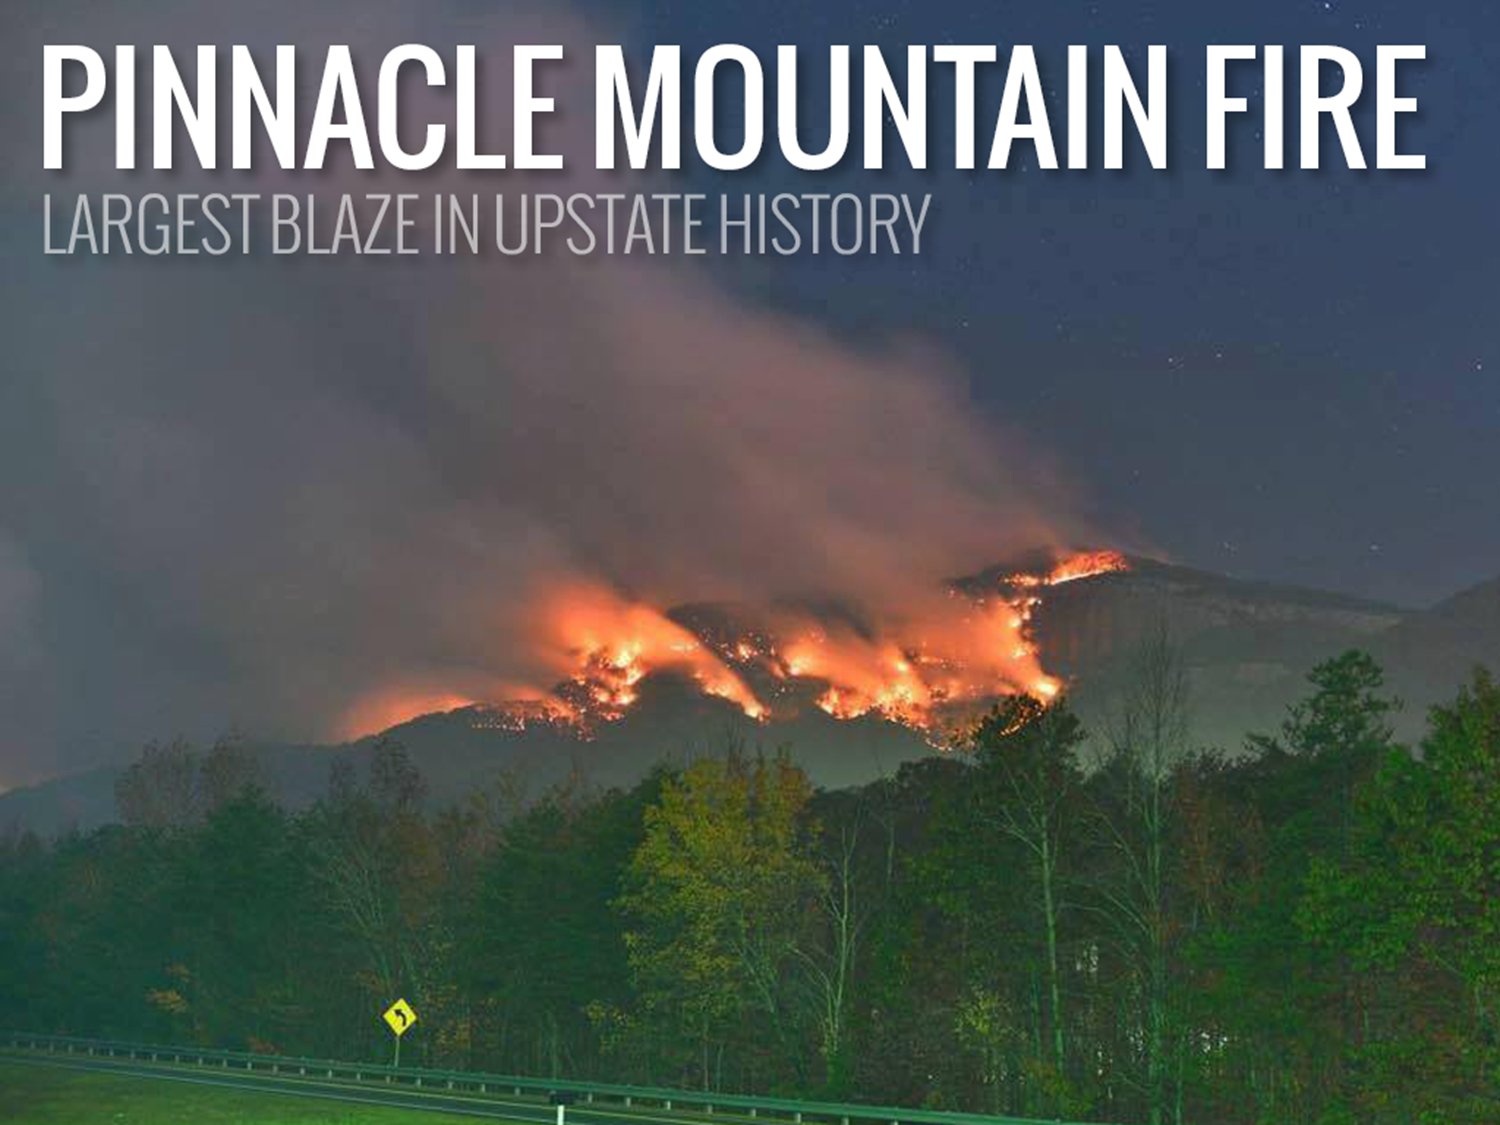 PINNACLE MOUNTAIN FIRE
LARGEST BLAZE IN UPSTATE HISTORY